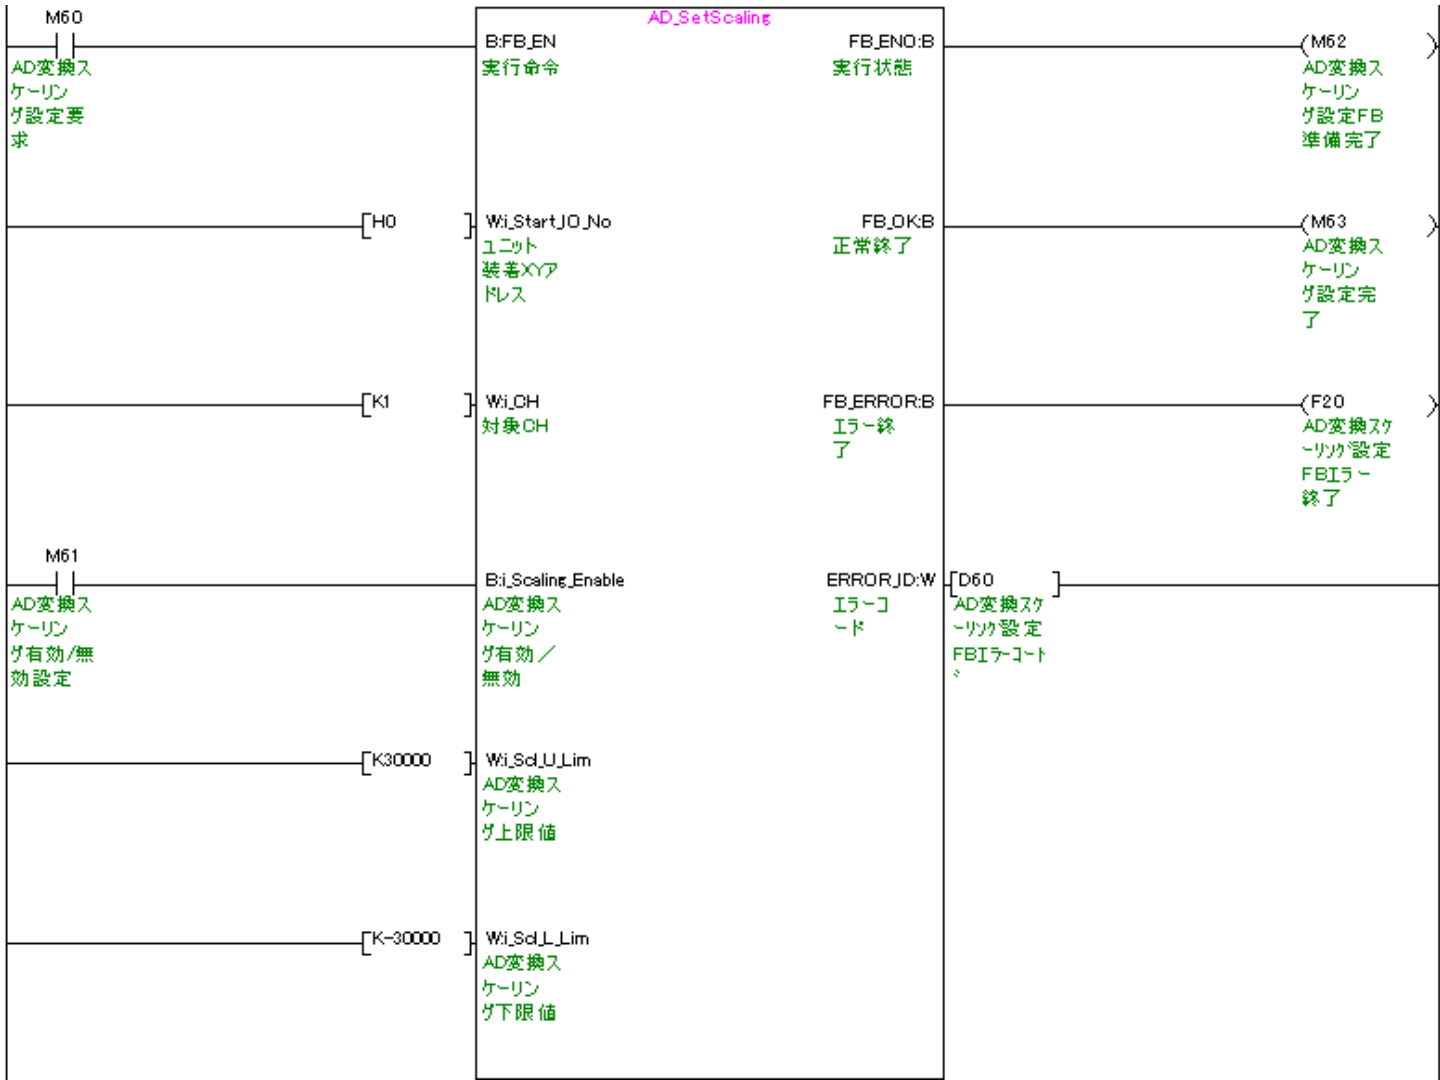 AD_SetScaling
M60
B:FB_EN
FB_ENO:B
(M62 )
AD変換ス
ケーリン
グ設定要
求
実行命令
実行状態
AD変換ス
ケーリン
グ設定FB
準備完了
[H0 ]
W:i_Start_IO_No
FB_OK:B
(M63 )
ユニット
装着XYア
ドレス
正常終了
AD変換ス
ケーリン
グ設定完
了
[K1 ]
W:i_CH
FB_ERROR:B
(F20 )
対象CH
エラー終
了
AD変換スケ
ーリング設定
FBエラー
終了
M61
B:i_Scaling_Enable
ERROR_ID:W
[D60 ]
AD変換ス
ケーリン
グ有効/無
効設定
AD変換ス
ケーリン
グ有効/
無効
エラーコ
ード
AD変換スケ
ーリング設定
FBエラーコート
゙
[K30000 ]
W:i_Scl_U_Lim
AD変換ス
ケーリン
グ上限値
[K-30000 ]
W:i_Scl_L_Lim
AD変換ス
ケーリン
グ下限値